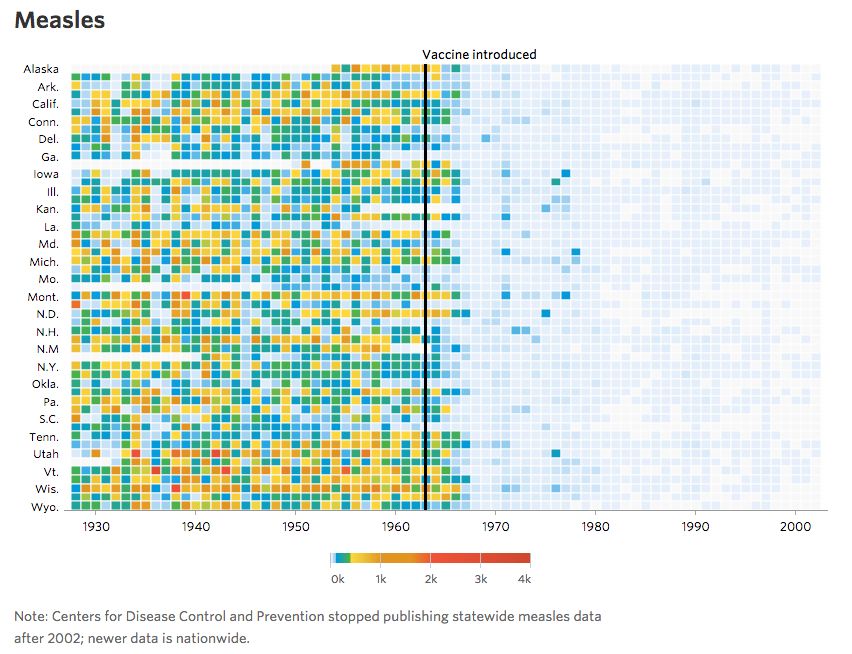 Measles
Vaccine introduced
Alaska
Ark.
Calif.
Conn.
Del.
Ga.
Iowa
Ill.
Kan.
La.
Md.
Mich.
Mo.
Mont.
N.D.
N.H.
N.M
N.Y.
Okla.
Pa.
S.C.
Tenn.
Utah
Vt.
Wis.
Wyo.
1930 1940 1950 1960 1970 1980 1990 2000
0k 1k 2k 3k 4k
Note: Centers for Disease Control and Prevention stopped publishing statewide measles data
after 2002; newer data is nationwide.